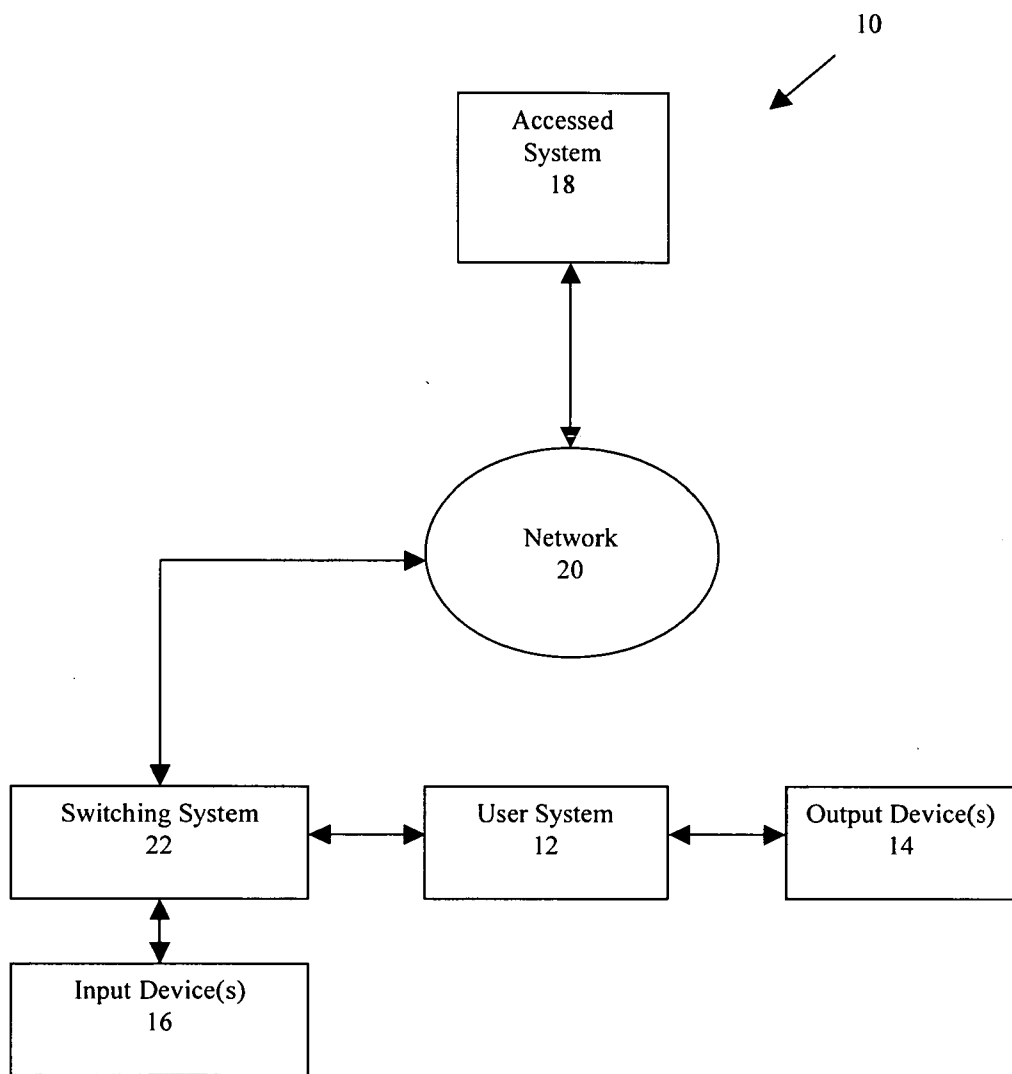 10
Accessed
System
18
Network
20
Switching System
22
User System
12
Output Device(s)
14
Input Device(s)
16